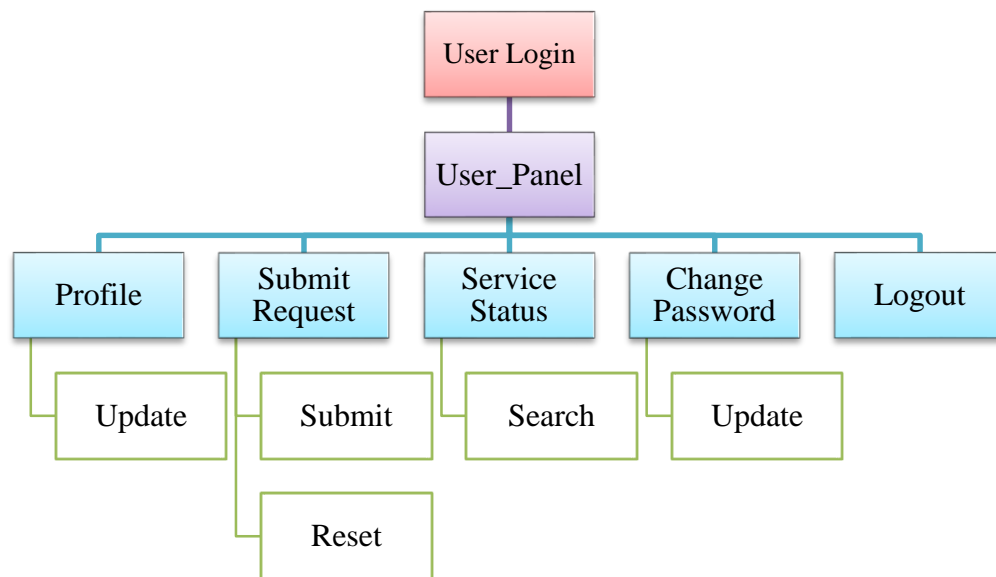 User Login
User_Panel
Profile
Submit
Request
Service
Status
Change
Password
Logout
Update
Submit
Search
Update
Reset